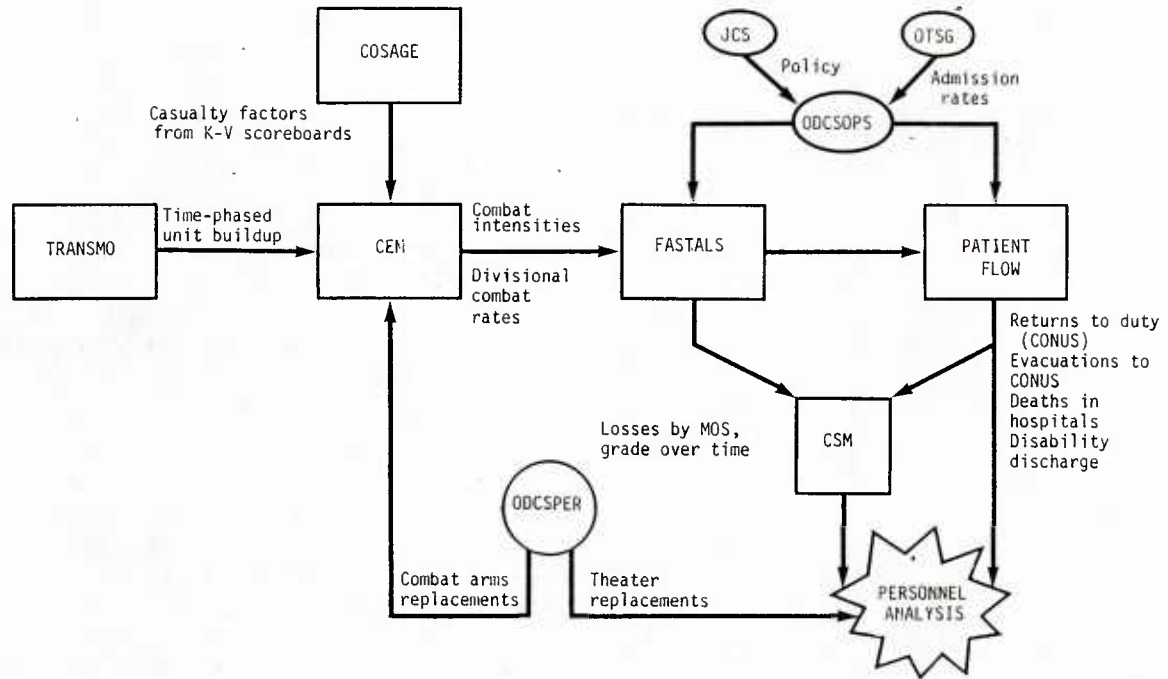 COSAGE
JCS
OTSG
Policy
Admission
rates
ODCSOPS
Casualty factors
from K-V scoreboards
TRANSMO
Time-phased
unit buildup
CEM
Combat
intensities
Divisional
combat
rates
FASTALS
PATIENT
FLOW
Returns to duty
(CONUS)
Evacuations to
CONUS
Deaths in
hospitals
Disability
discharge
Losses by MOS,
grade over time
CSM
ODCSPER
Combat arms
replacements
Theater
replacements
PERSONNEL
ANALYSIS